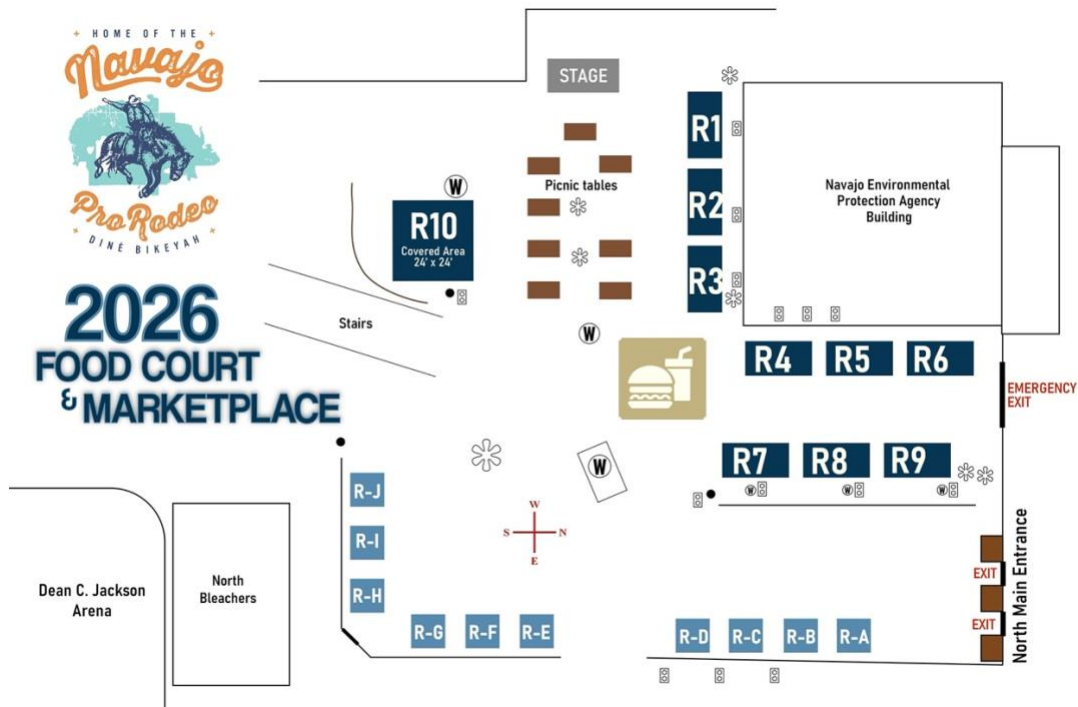 HOME OF THE
Navajo
ProRodeo
DINÉ BIKEYAH
2026
FOOD COURT
& MARKETPLACE
STAGE
Picnic tables
W
R10
Covered Area
24' x 24'
Stairs
R1
R2
R3
Navajo Environmental
Protection Agency
Building
W
R4
R5
R6
EMERGENCY
EXIT
R7
R8
R9
W
W
W
W
W
S
N
E
R-J
R-I
R-H
R-G
R-F
R-E
R-D
R-C
R-B
R-A
Dean C. Jackson
Arena
North
Bleachers
EXIT
EXIT
North Main Entrance